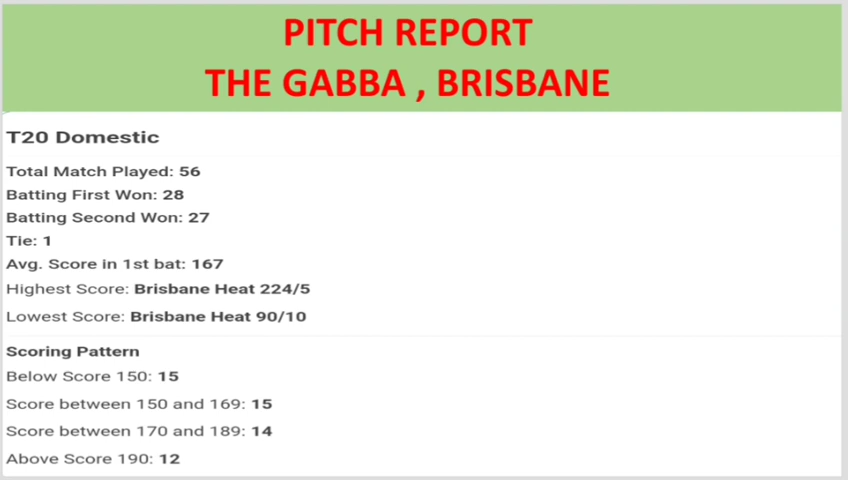 PITCH REPORT
THE GABBA , BRISBANE
T20 Domestic
Total Match Played: 56
Batting First Won: 28
Batting Second Won: 27
Tie: 1
Avg. Score in 1st bat: 167
Highest Score: Brisbane Heat 224/5
Lowest Score: Brisbane Heat 90/10
Scoring Pattern
Below Score 150: 15
Score between 150 and 169: 15
Score between 170 and 189: 14
Above Score 190: 12